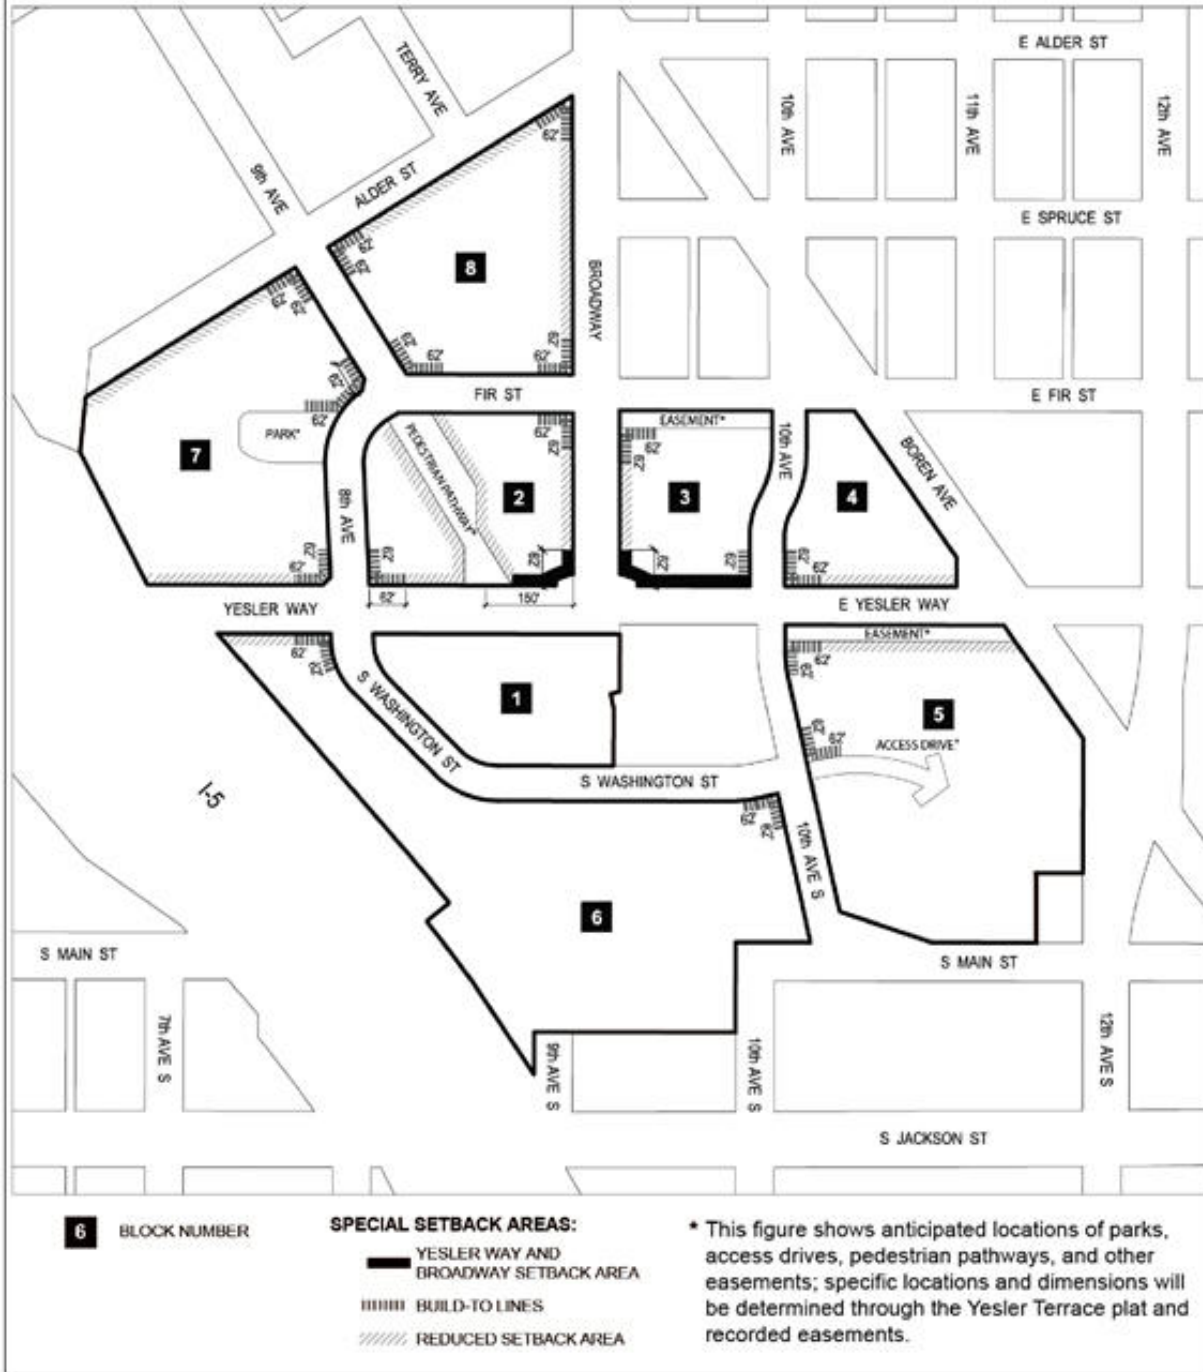 E ALDER ST
TERRY AVE
10th AVE
11th AVE
12th AVE
9th AVE
ALDER ST
62'
E SPRUCE ST
62'
62'
8
BROADWAY
62'
62'
62'
62'
62'
62'
62'
FIR ST
E FIR ST
62'
PARK*
PEDESTRIAN PATHWAY*
62'
62'
EASEMENT*
62'
62'
10th AVE
BOREN AVE
7
2
3
4
8th AVE
62'
62'
62'
62'
62'
62'
62'
62'
62'
150'
YESLER WAY
E YESLER WAY
62'
62'
EASEMENT*
62'
62'
S WASHINGTON ST
1
5
62'
62'
ACCESS DRIVE*
I-5
S WASHINGTON ST
62'
62'
10th AVE S
6
S MAIN ST
S MAIN ST
7th AVE S
9th AVE S
10th AVE S
12th AVE S
S JACKSON ST
6 BLOCK NUMBER
SPECIAL SETBACK AREAS:
YESLER WAY AND
BROADWAY SETBACK AREA
BUILD-TO LINES
REDUCED SETBACK AREA
* This figure shows anticipated locations of parks,
access drives, pedestrian pathways, and other
easements; specific locations and dimensions will
be determined through the Yesler Terrace plat and
recorded easements.